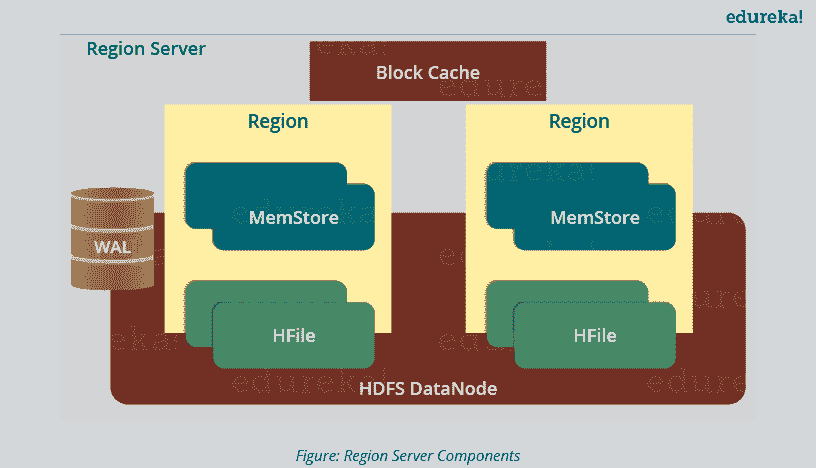 edureka!
Region Server
Block Cache
Region
Region
MemStore
MemStore
WAL
HFile
HFile
HDFS DataNode
Figure: Region Server Components